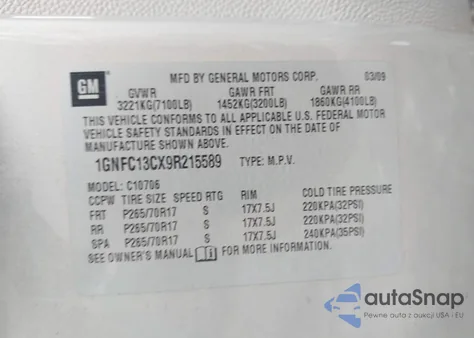 GM
MFD BY GENERAL MOTORS CORP. 03/09
GVWR GAWR FRT GAWR RR
3221KG(7100LB) 1452KG(3200LB) 1860KG(4100LB)
THIS VEHICLE CONFORMS TO ALL APPLICABLE U.S. FEDERAL MOTOR
VEHICLE SAFETY STANDARDS IN EFFECT ON THE DATE OF
MANUFACTURE SHOWN ABOVE.
1GNFC13CX9R215589 TYPE: M.P.V.
MODEL: C10706
CCPW TIRE SIZE SPEED RTG RIM COLD TIRE PRESSURE
FRT P265/70R17 S 17X7.5J 220KPA(32PSI)
RR P265/70R17 S 17X7.5J 220KPA(32PSI)
SPA P265/70R17 S 17X7.5J 240KPA(35PSI)
SEE OWNER'S MANUAL FOR MORE INFORMATION.
autoSnap
Pewne auta z aukcji USA i EU